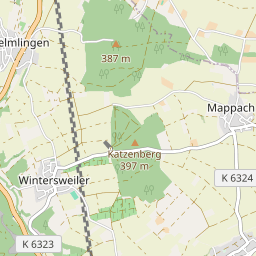 elmlingen
387 m
Mappach
Katzenberg
397 m
K 6324
Wintersweiler
K 6323